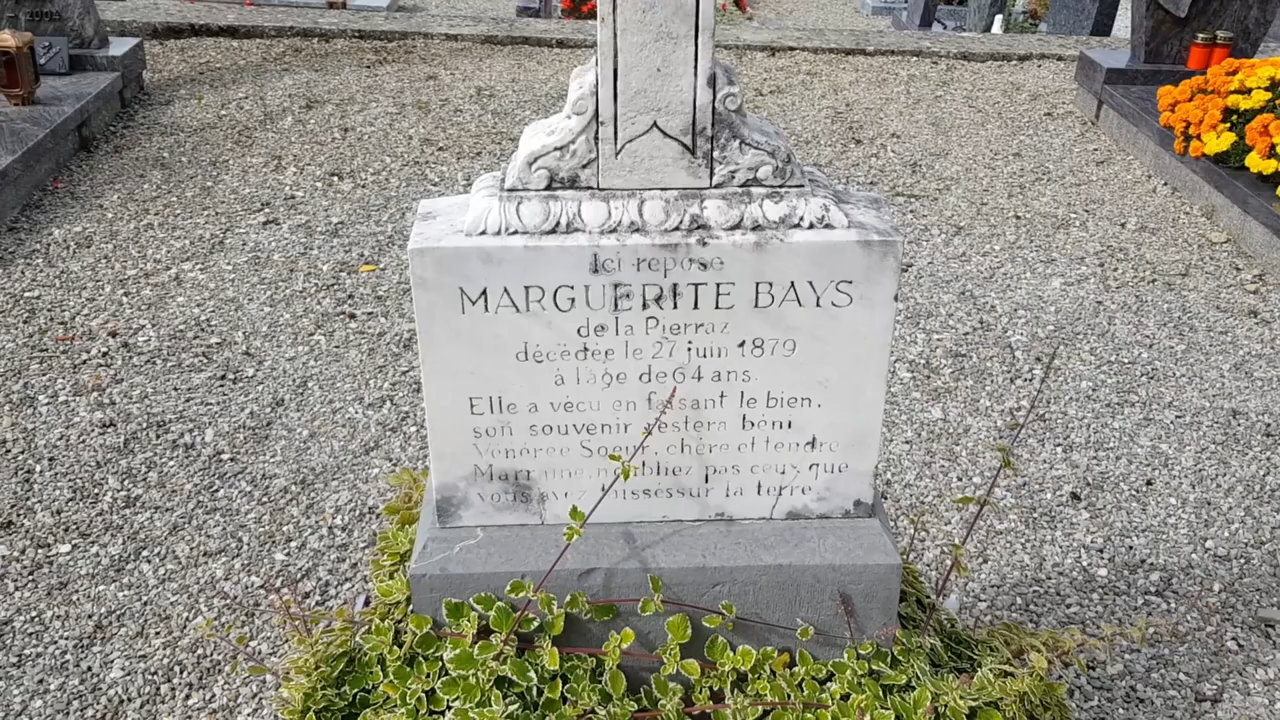 2004
Ici repose
MARGUERITE BAYS
de la Pierraz
décédée le 27 juin 1879
à l'âge de 64 ans.
Elle a vécu en faisant le bien,
son souvenir restera béni
Vénérée Soeur, chère et tendre
Marraine, n'oubliez pas ceux que
vous avez laissés sur la terre